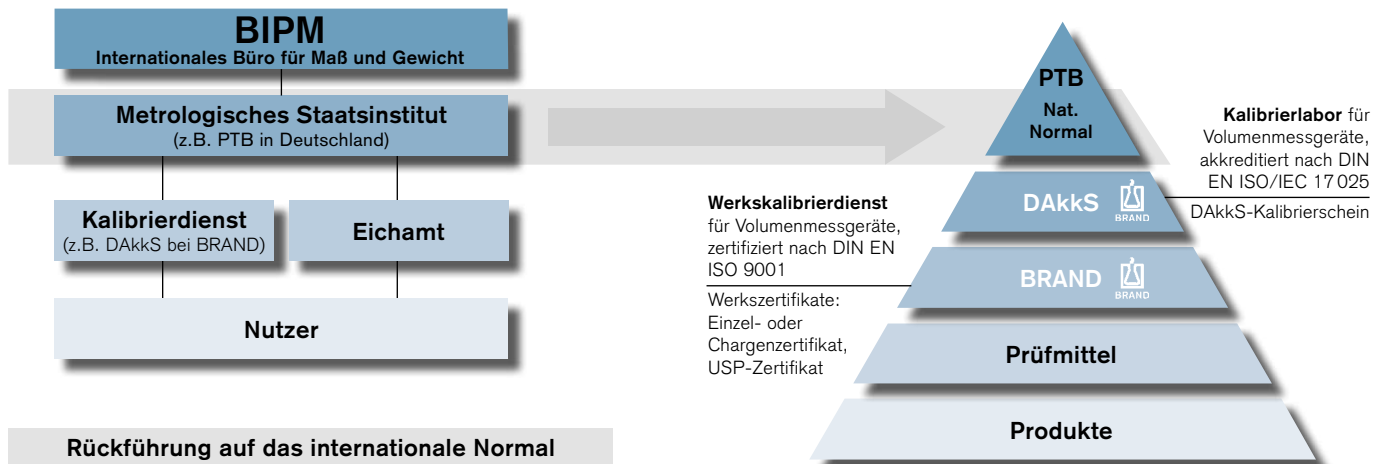 BIPM
Internationales Büro für Maß und Gewicht
Metrologisches Staatsinstitut
(z.B. PTB in Deutschland)
Kalibrierdienst
(z.B. DAkkS bei BRAND)
Eichamt
Nutzer
Rückführung auf das internationale Normal
PTB
Nat.
Normal
Kalibrierlabor für
Volumenmessgeräte,
akkreditiert nach DIN
EN ISO/IEC 17025
DAkkS-Kalibrierschein
DAkkS
BRAND
Werkskalibrierdienst
für Volumenmessgeräte,
zertifiziert nach DIN EN
ISO 9001
Werkszertifikate:
Einzel- oder
Chargenzertifikat,
USP-Zertifikat
BRAND
BRAND
Prüfmittel
Produkte